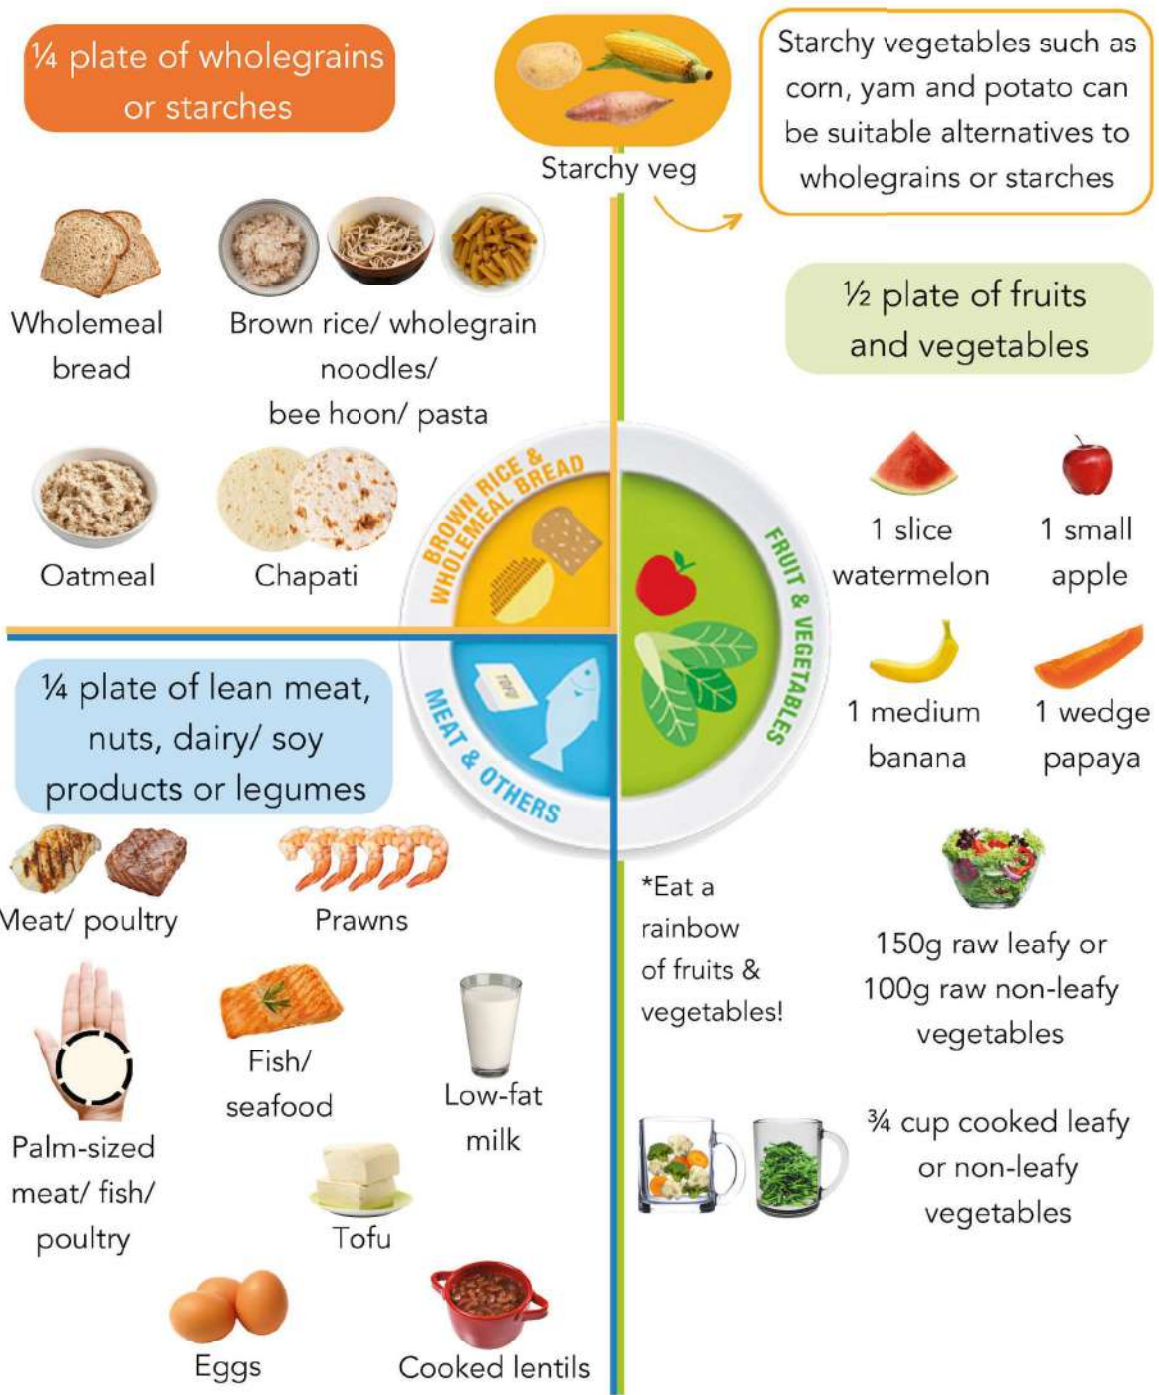 ¼ plate of wholegrains
or starches
Starchy veg
Starchy vegetables such as
corn, yam and potato can
be suitable alternatives to
wholegrains or starches
Wholemeal
bread
Brown rice/ wholegrain
noodles/
bee hoon/ pasta
Oatmeal
Chapati
½ plate of fruits
and vegetables
1 slice
watermelon
1 small
apple
1 medium
banana
1 wedge
papaya
BROWN RICE &
WHOLEMEAL BREAD
FRUIT & VEGETABLES
TOFU
MEAT & OTHERS
¼ plate of lean meat,
nuts, dairy/ soy
products or legumes
Meat/ poultry
Prawns
Palm-sized
meat/ fish/
poultry
Fish/
seafood
Low-fat
milk
Tofu
Eggs
Cooked lentils
*Eat a
rainbow
of fruits &
vegetables!
150g raw leafy or
100g raw non-leafy
vegetables
¾ cup cooked leafy
or non-leafy
vegetables